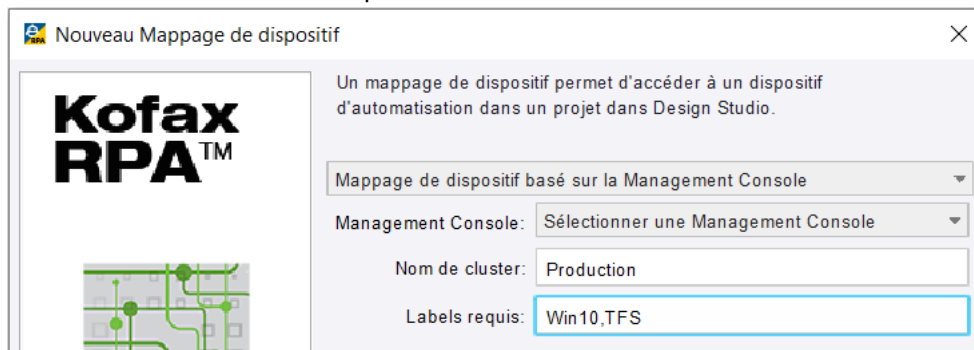 Nouveau Mappage de dispositif
Kofax
RPA™
Un mappage de dispositif permet d'accéder à un dispositif
d'automatisation dans un projet dans Design Studio.
Mappage de dispositif basé sur la Management Console
Management Console: Sélectionner une Management Console
Nom de cluster: Production
Labels requis: Win10,TFS